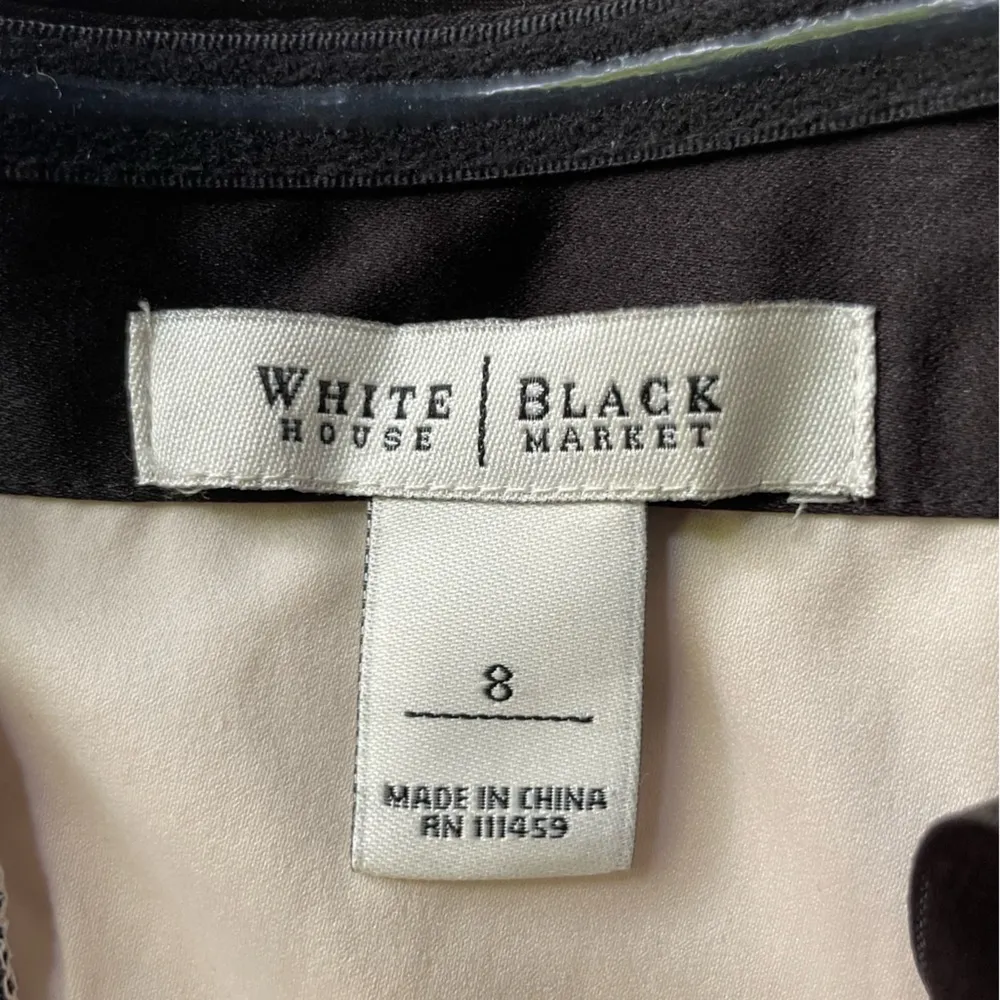 WHITE | BLACK
HOUSE | MARKET
8
MADE IN CHINA
RN 111459